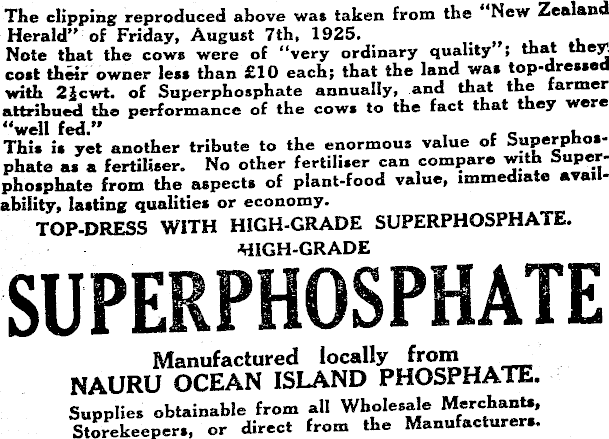 The clipping reproduced above was taken from the "New Zealand
Herald" of Friday, August 7th, 1925.
Note that the cows were of "very ordinary quality"; that they
cost their owner less than £10 each; that the land was top-dressed
with 2½cwt. of Superphosphate annually, and that the farmer
attribued the performance of the cows to the fact that they were
"well fed."
This is yet another tribute to the enormous value of Superphos-
phate as a fertiliser. No other fertiliser can compare with Super-
phosphate from the aspects of plant-food value, immediate avail-
ability, lasting qualities or economy.
TOP-DRESS WITH HIGH-GRADE SUPERPHOSPHATE.
HIGH-GRADE
SUPERPHOSPHATE
Manufactured locally from
NAURU OCEAN ISLAND PHOSPHATE.
Supplies obtainable from all Wholesale Merchants,
Storekeepers, or direct from the Manufacturers.